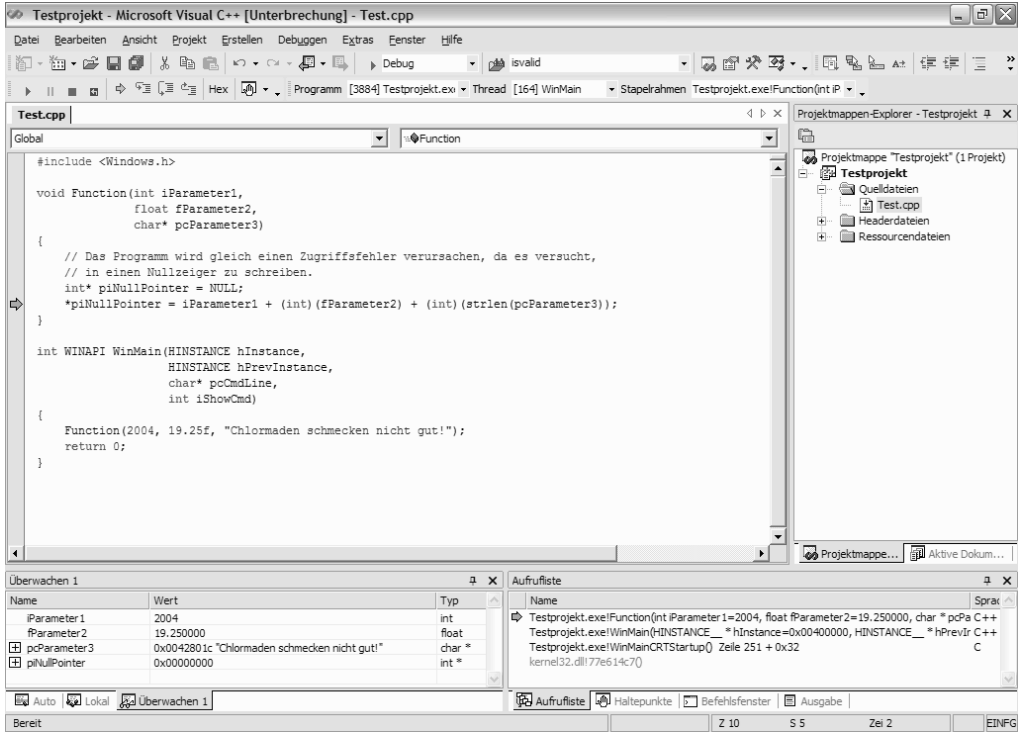 Testprojekt - Microsoft Visual C++ [Unterbrechung] - Test.cpp
Datei Bearbeiten Ansicht Projekt Erstellen Debuggen Extras Fenster Hilfe
Debug isvalid
Hex Programm [3884] Testprojekt.ex Thread [164] WinMain Stapelrahmen Testprojekt.exe!Function(int iP
Test.cpp
Global Function
#include <Windows.h>
void Function(int iParameter1,
float fParameter2,
char* pcParameter3)
{
// Das Programm wird gleich einen Zugriffsfehler verursachen, da es versucht,
// in einen Nullzeiger zu schreiben.
int* piNullPointer = NULL;
*piNullPointer = iParameter1 + (int)(fParameter2) + (int)(strlen(pcParameter3));
}
int WINAPI WinMain(HINSTANCE hInstance,
HINSTANCE hPrevInstance,
char* pcCmdLine,
int iShowCmd)
{
Function(2004, 19.25f, "Chlormaden schmecken nicht gut!");
return 0;
}
Projektmappen-Explorer - Testprojekt
Projektmappe "Testprojekt" (1 Projekt)
Testprojekt
Quelldateien
Test.cpp
Headerdateien
Ressourcendateien
Projektmappe... Aktive Dokum...
Überwachen 1
Name Wert Typ
iParameter1 2004 int
fParameter2 19.250000 float
pcParameter3 0x0042801c "Chlormaden schmecken nicht gut!" char *
piNullPointer 0x00000000 int *
Auto Lokal Überwachen 1
Aufrufliste
Name Sprac
Testprojekt.exe!Function(int iParameter1=2004, float fParameter2=19.250000, char * pcPa C++
Testprojekt.exe!WinMain(HINSTANCE__ * hInstance=0x00400000, HINSTANCE__ * hPrevIr C++
Testprojekt.exe!WinMainCRTStartup() Zeile 251 + 0x32 C
kernel32.dll!77e614c7()
Aufrufliste Haltepunkte Befehlsfenster Ausgabe
Bereit Z 10 S 5 Zei 2 EINFG